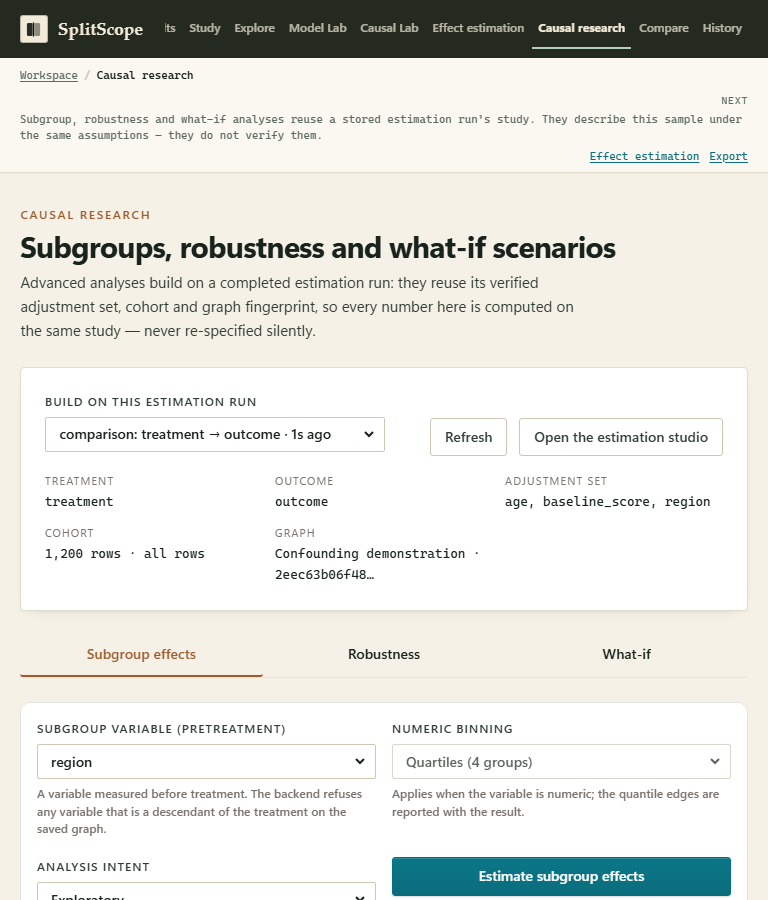 SplitScope
Study Explore Model Lab Causal Lab Effect estimation Causal research Compare History
Workspace / Causal research
NEXT
Subgroup, robustness and what-if analyses reuse a stored estimation run's study. They describe this sample under
the same assumptions — they do not verify them.
Effect estimation Export
CAUSAL RESEARCH
Subgroups, robustness and what-if scenarios
Advanced analyses build on a completed estimation run: they reuse its verified
adjustment set, cohort and graph fingerprint, so every number here is computed on
the same study — never re-specified silently.
BUILD ON THIS ESTIMATION RUN
comparison: treatment → outcome · 1s ago
Refresh
Open the estimation studio
TREATMENT OUTCOME ADJUSTMENT SET
treatment outcome age, baseline_score, region
COHORT GRAPH
1,200 rows · all rows Confounding demonstration ·
2eec63b06f48…
Subgroup effects Robustness What-if
SUBGROUP VARIABLE (PRETREATMENT)
region
A variable measured before treatment. The backend refuses
any variable that is a descendant of the treatment on the
saved graph.
NUMERIC BINNING
Quartiles (4 groups)
Applies when the variable is numeric; the quantile edges are
reported with the result.
ANALYSIS INTENT
Exploratory
Estimate subgroup effects